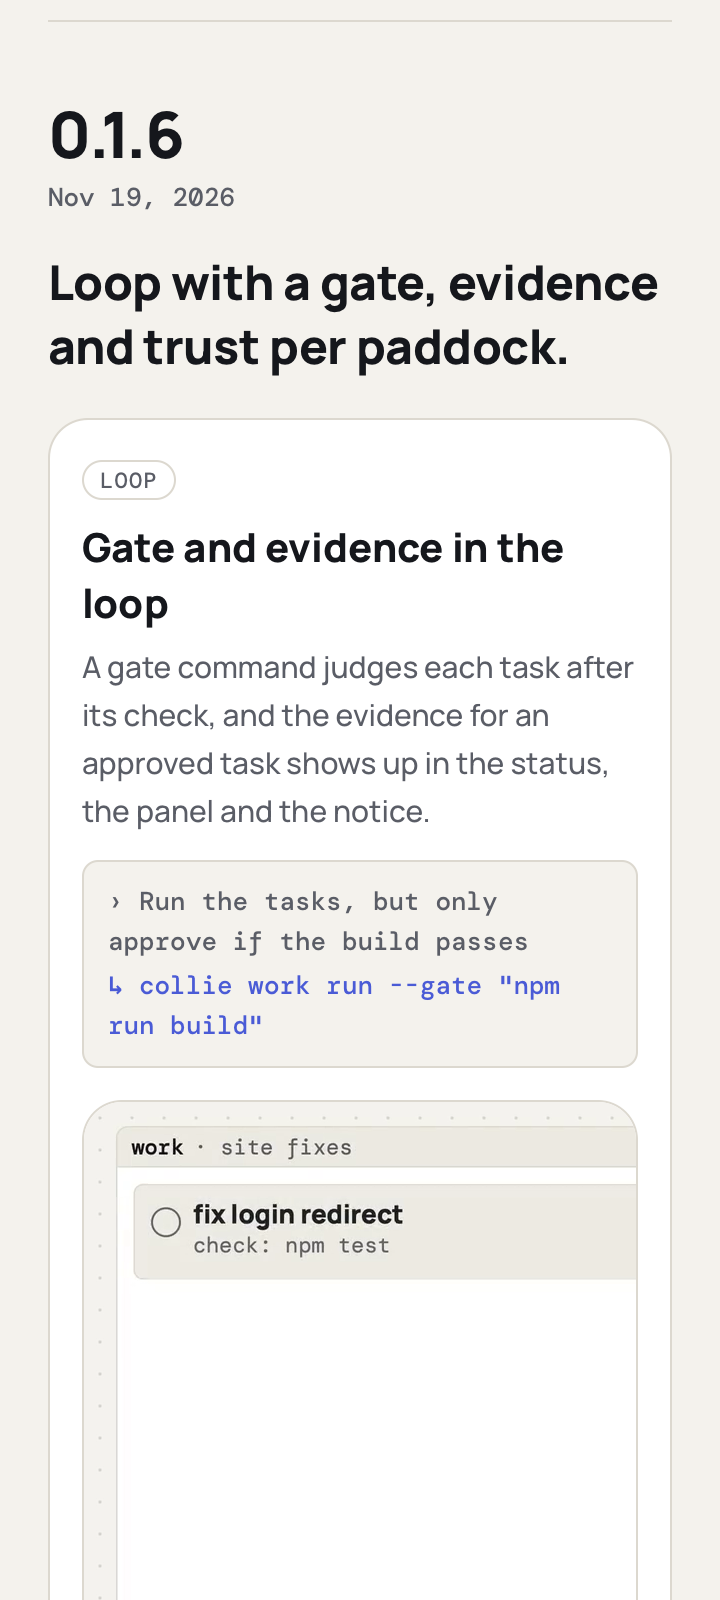 0.1.6
Nov 19, 2026
Loop with a gate, evidence
and trust per paddock.
LOOP
Gate and evidence in the
loop
A gate command judges each task after
its check, and the evidence for an
approved task shows up in the status,
the panel and the notice.
› Run the tasks, but only
approve if the build passes
↳ collie work run --gate "npm
run build"
work · site fixes
fix login redirect
check: npm test